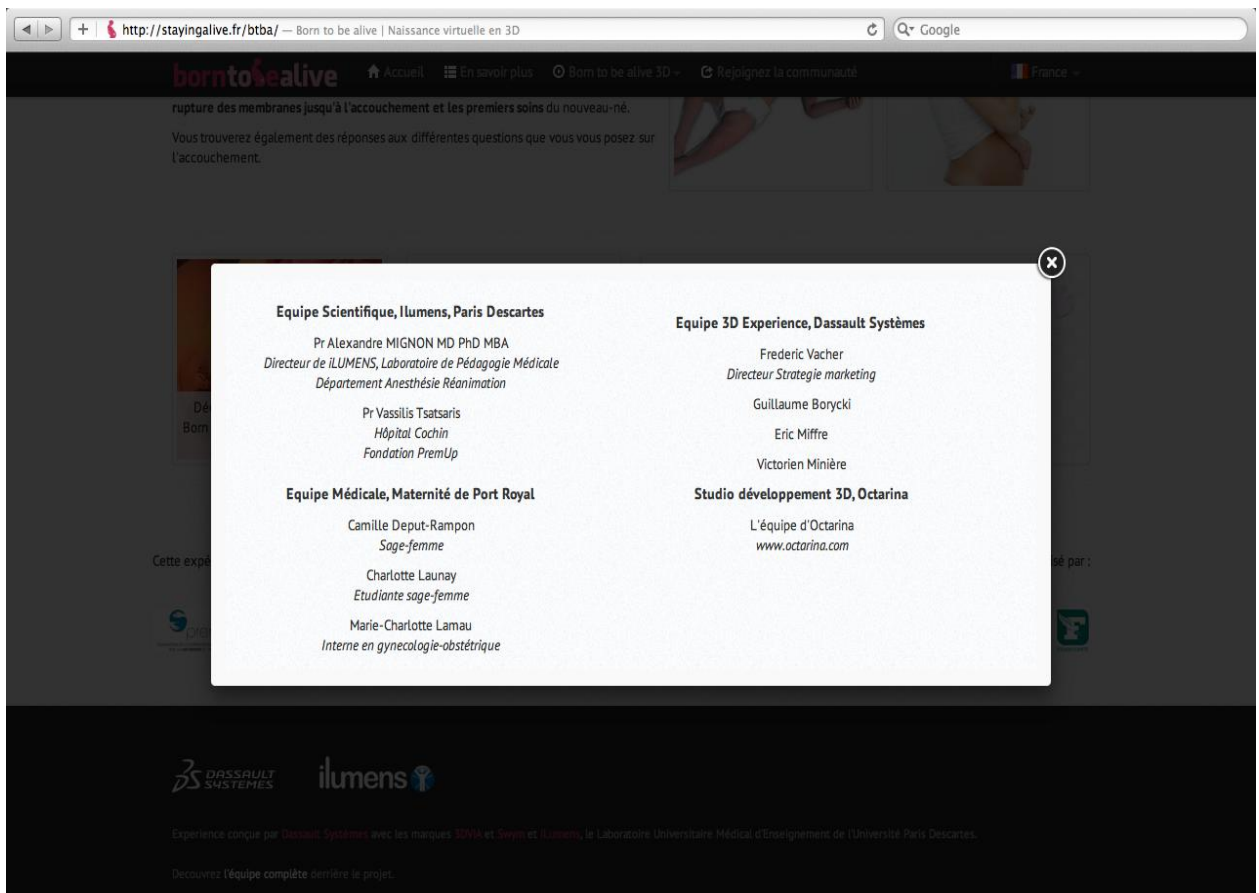 http://stayingalive.fr/btba/ — Born to be alive | Naissance virtuelle en 3D
Google
borntobealive
Accueil
En savoir plus
Born to be alive 3D
Rejoignez la communauté
France
rupture des membranes jusqu'à l'accouchement et les premiers soins du nouveau-né.
Vous trouverez également des réponses aux différentes questions que vous vous posez sur
l'accouchement.
Equipe Scientifique, Ilumens, Paris Descartes
Pr Alexandre MIGNON MD PhD MBA
Directeur de iLUMENS, Laboratoire de Pédagogie Médicale
Département Anesthésie Réanimation
Pr Vassilis Tsatsaris
Hôpital Cochin
Fondation PremUp
Equipe Médicale, Maternité de Port Royal
Camille Deput-Rampon
Sage-femme
Charlotte Launay
Etudiante sage-femme
Marie-Charlotte Lamau
Interne en gynecologie-obstétrique
Equipe 3D Experience, Dassault Systèmes
Frederic Vacher
Directeur Strategie marketing
Guillaume Borycki
Eric Miffre
Victorien Minière
Studio développement 3D, Octarina
L'équipe d'Octarina
www.octarina.com
Born
Cette expé
sé par :
DASSAULT
SYSTEMES
ilumens
Experience conçue par Dassault Systèmes avec les marques 3DVIA et Swym et iLumens, le Laboratoire Universitaire Médical d'Enseignement de l'Université Paris Descartes.
Decouvrez l'équipe complète derrière le projet.